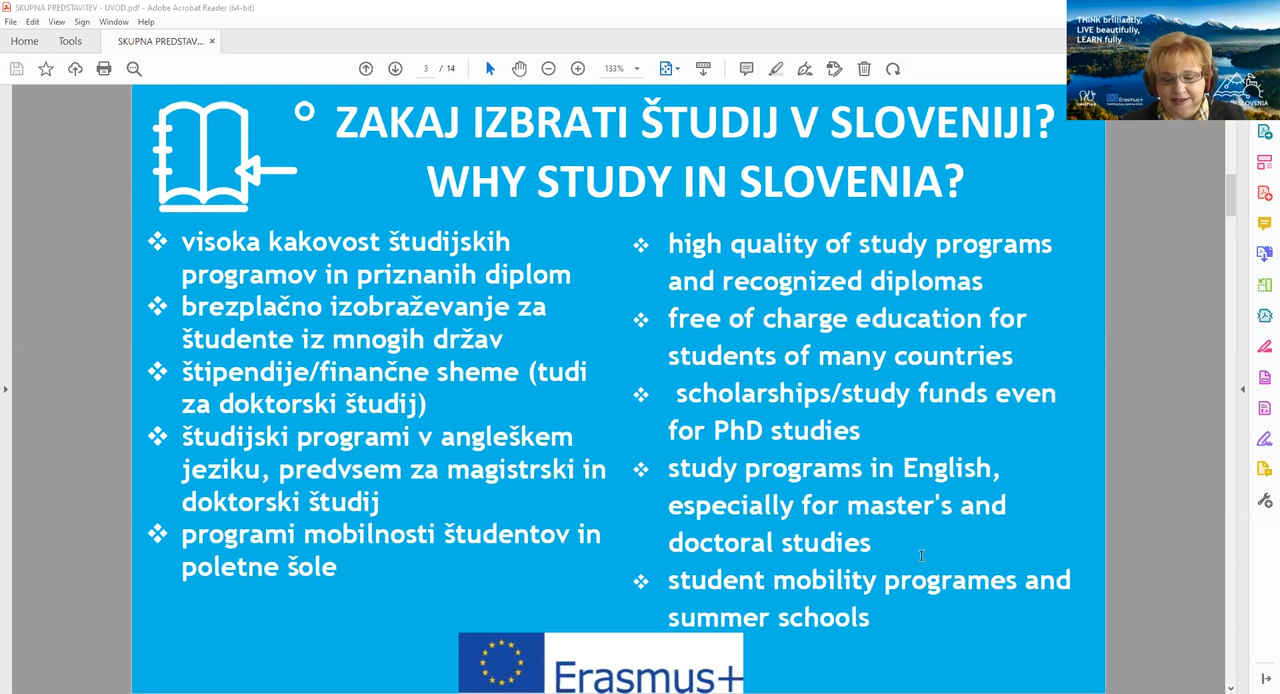 SKUPNA PREDSTAVITEV - UVOD.pdf - Adobe Acrobat Reader (64-bit)
File Edit View Sign Window Help
Home Tools SKUPNA PREDSTAV... ×
3 / 14 133%
THINK brilliantly,
LIVE beautifully,
LEARN fully
Erasmus+
SLOVENIA
ZAKAJ IZBRATI ŠTUDIJ V SLOVENIJI?
WHY STUDY IN SLOVENIA?
visoka kakovost študijskih
programov in priznanih diplom
brezplačno izobraževanje za
študente iz mnogih držav
štipendije/finančne sheme (tudi
za doktorski študij)
študijski programi v angleškem
jeziku, predvsem za magistrski in
doktorski študij
programi mobilnosti študentov in
poletne šole
high quality of study programs
and recognized diplomas
free of charge education for
students of many countries
scholarships/study funds even
for PhD studies
study programs in English,
especially for master's and
doctoral studies
student mobility programes and
summer schools
Erasmus+